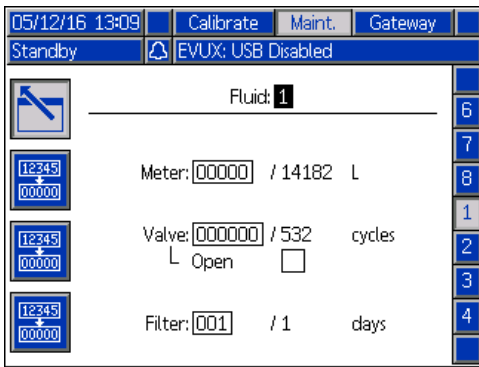 05/12/16 13:09 Calibrate Maint. Gateway
Standby EVUX: USB Disabled
Fluid: 1
6
7
12345
00000
Meter: 00000 / 14182 L
8
1
12345
00000
Valve: 000000 / 532 cycles
2
Open
3
12345
00000
Filter: 001 / 1 days
4